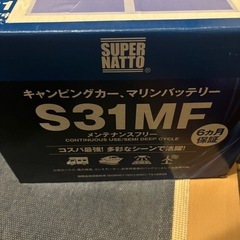 SUPER
NATTO
キャンピングカー、マリンバッテリー
S31MF
メンテナンスフリー
CONTINUOUS USE/SEMI DEEP CYCLE
6カ月
保証
コスパ最強! 多彩なシーンで活躍!